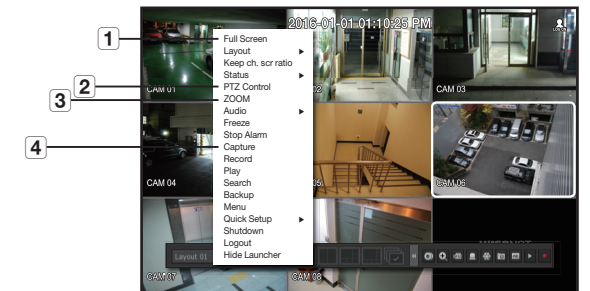 2016-01-01 01:10:25 PM
1
Full Screen
Layout
Keep ch. scr ratio
Status
2
PTZ Control
3
ZOOM
Audio
Freeze
Stop Alarm
4
Capture
Record
Play
Search
Backup
Menu
Quick Setup
Shutdown
Logout
Hide Launcher
CAM 01
02
CAM 03
CAM 04
05
CAM 06
Layout 01
CAM 07
CAM 08